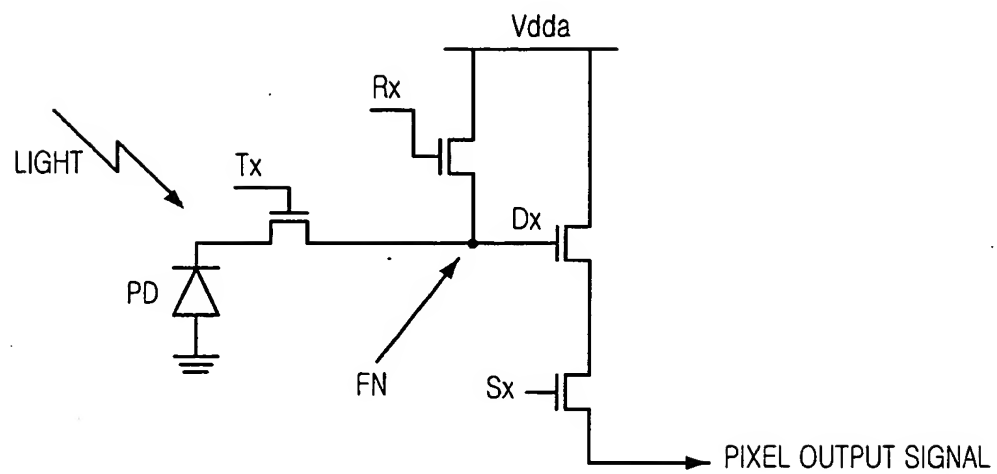 Vdda
Rx
LIGHT
Tx
Dx
PD
FN
Sx
PIXEL OUTPUT SIGNAL